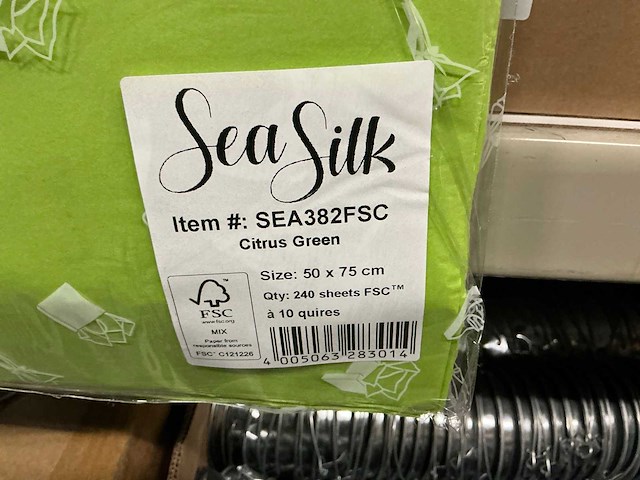 Sea Silk
Item #: SEA382FSC
Citrus Green
Size: 50 x 75 cm
Qty: 240 sheets FSC™
à 10 quires
FSC
www.fsc.org
MIX
Paper from
responsible sources
FSC® C121226
4 005063 283014